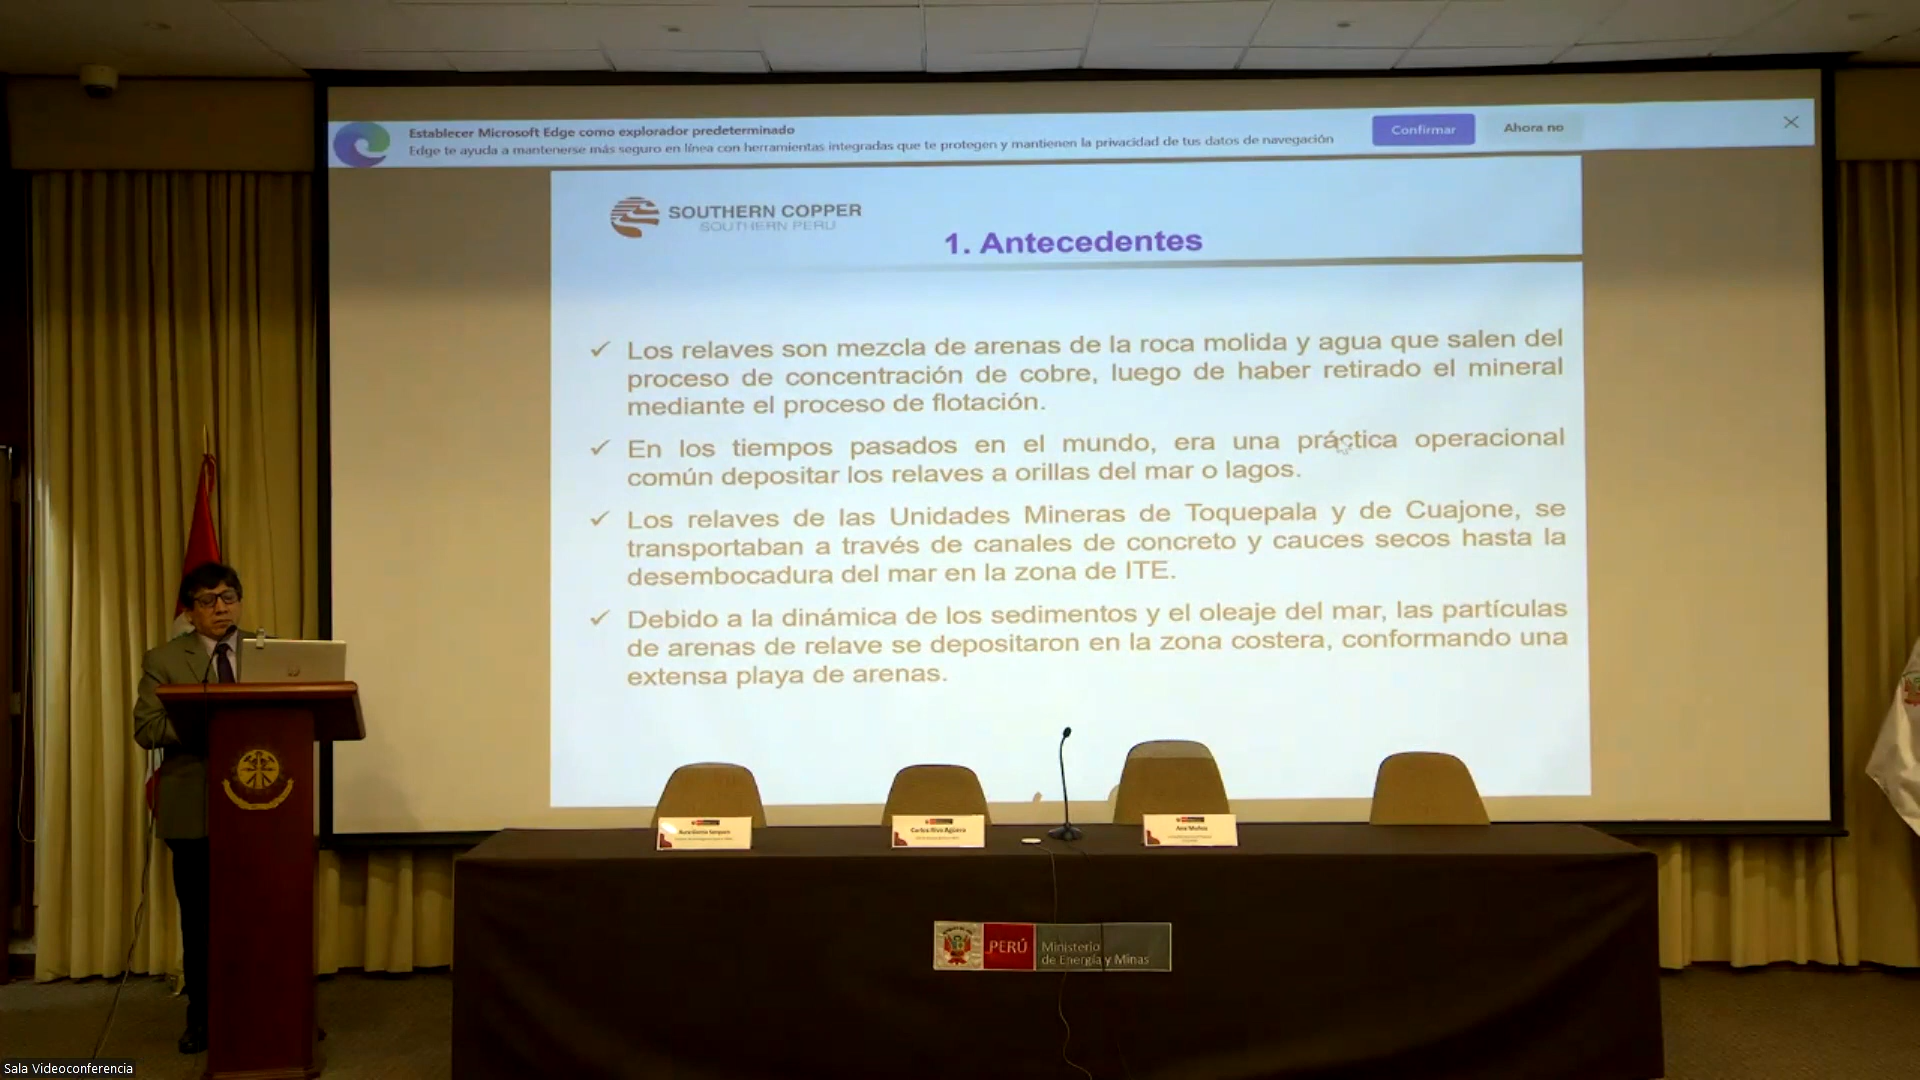 Establecer Microsoft Edge como explorador predeterminado
Edge te ayuda a mantenerse más seguro en línea con herramientas integradas que te protegen y mantienen la privacidad de tus datos de navegación
Confirmar
Ahora no
SOUTHERN COPPER
SOUTHERN PERU
1. Antecedentes
✓ Los relaves son mezcla de arenas de la roca molida y agua que salen del
proceso de concentración de cobre, luego de haber retirado el mineral
mediante el proceso de flotación.
✓ En los tiempos pasados en el mundo, era una práctica operacional
común depositar los relaves a orillas del mar o lagos.
✓ Los relaves de las Unidades Mineras de Toquepala y de Cuajone, se
transportaban a través de canales de concreto y cauces secos hasta la
desembocadura del mar en la zona de ITE.
✓ Debido a la dinámica de los sedimentos y el oleaje del mar, las partículas
de arenas de relave se depositaron en la zona costera, conformando una
extensa playa de arenas.
Carlos Riva Agüero
Ana Muñoz
PERÚ
Ministerio
de Energía y Minas
Sala Videoconferencia